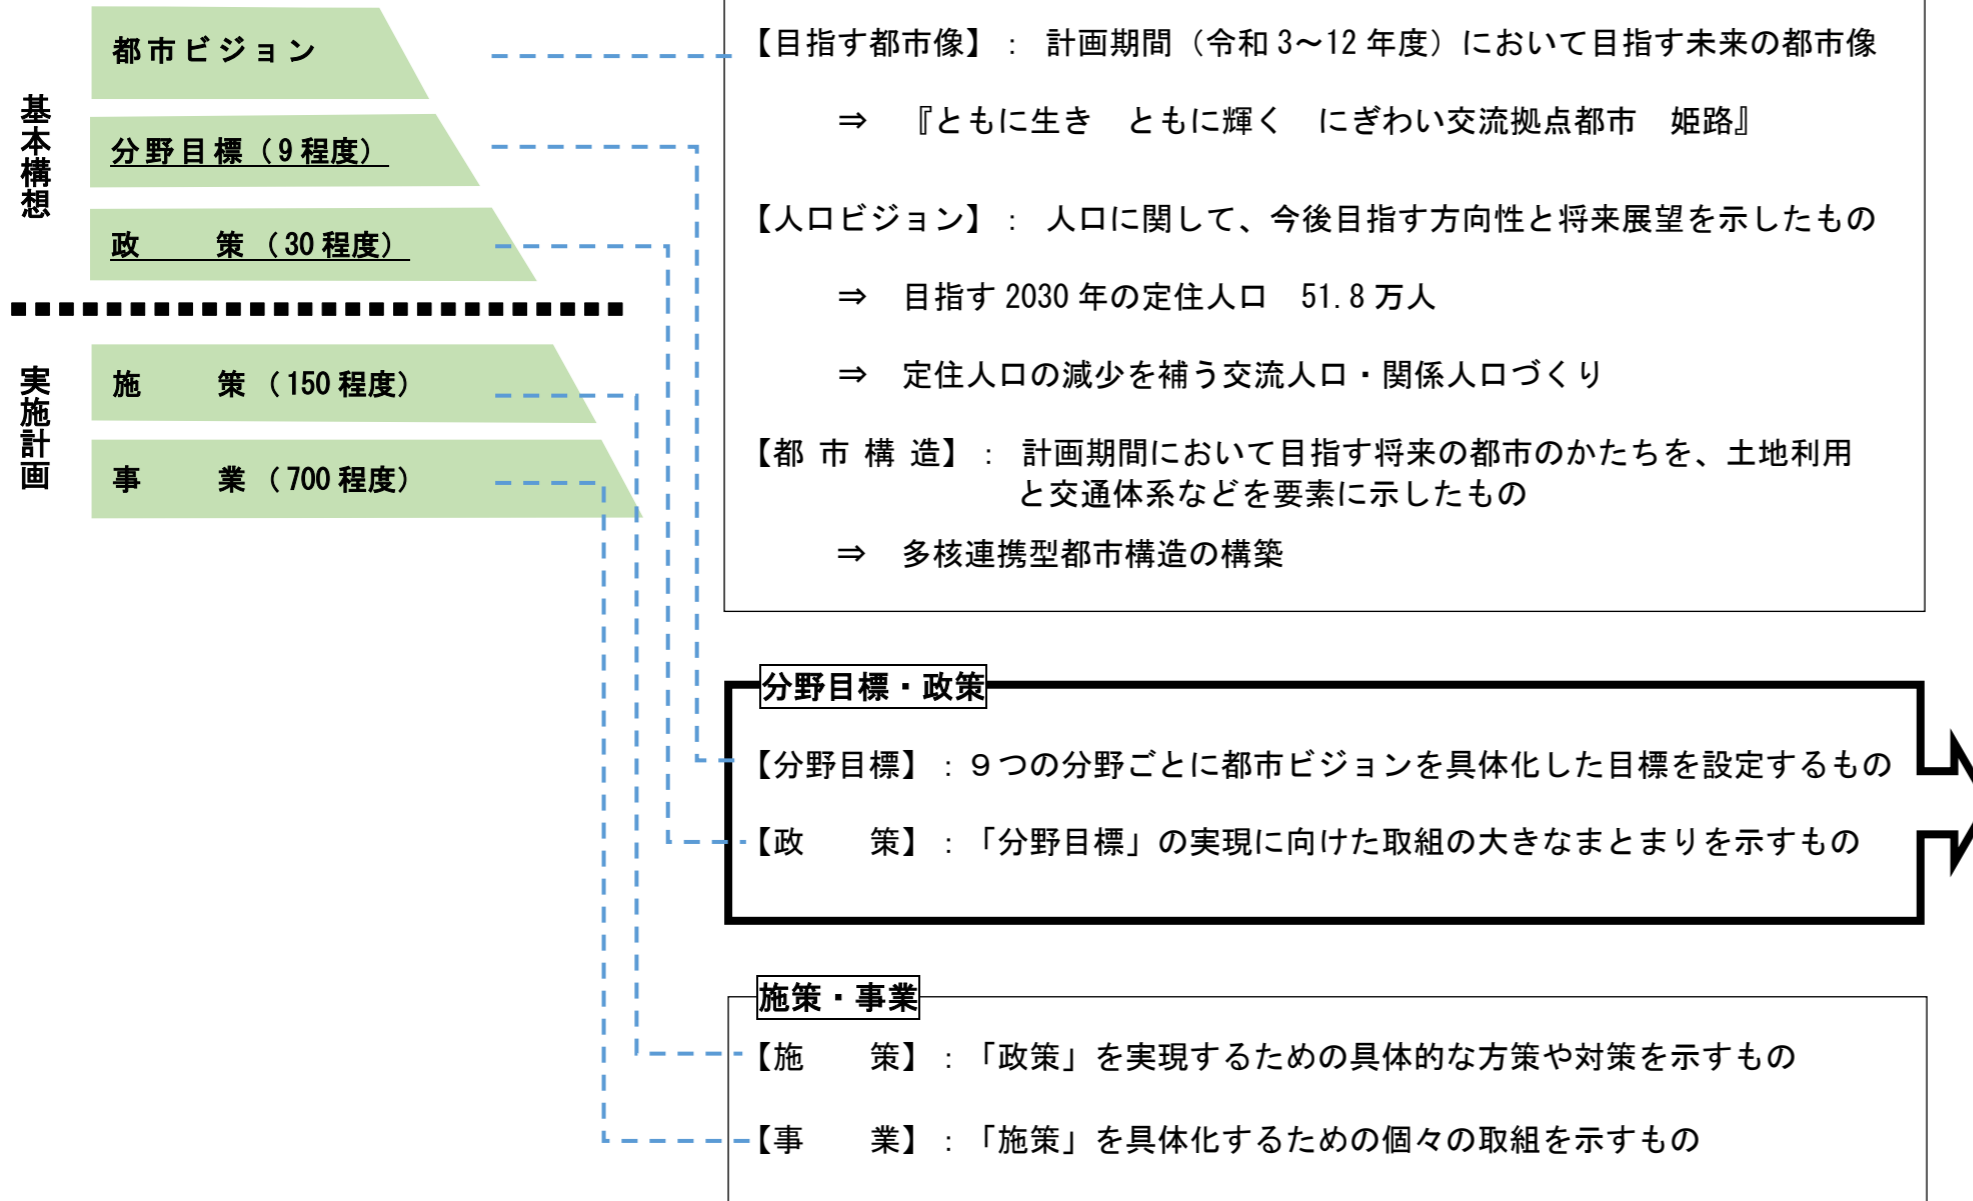 基本構想
都市ビジョン
分野目標（9程度）
政　　策（30程度）
実施計画
施　　策（150程度）
事　　業（700程度）
【目指す都市像】： 計画期間（令和3～12年度）において目指す未来の都市像
⇒ 『ともに生き　ともに輝く　にぎわい交流拠点都市　姫路』
【人口ビジョン】： 人口に関して、今後目指す方向性と将来展望を示したもの
⇒ 目指す2030年の定住人口　51.8万人
⇒ 定住人口の減少を補う交流人口・関係人口づくり
【都 市 構 造】： 計画期間において目指す将来の都市のかたちを、土地利用
と交通体系などを要素に示したもの
⇒ 多核連携型都市構造の構築
分野目標・政策
【分野目標】：９つの分野ごとに都市ビジョンを具体化した目標を設定するもの
【政　　策】：「分野目標」の実現に向けた取組の大きなまとまりを示すもの
施策・事業
【施　　策】：「政策」を実現するための具体的な方策や対策を示すもの
【事　　業】：「施策」を具体化するための個々の取組を示すもの